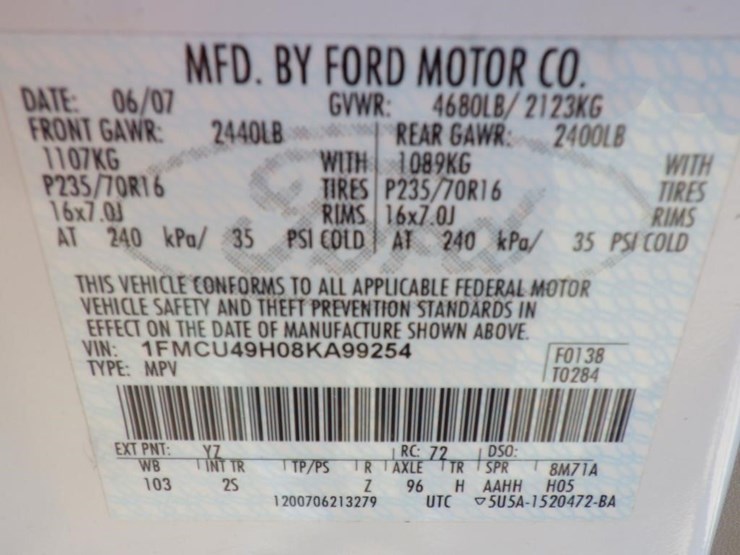 MFD. BY FORD MOTOR CO.
DATE: 06/07 GVWR: 4680LB/ 2123KG
FRONT GAWR: 2440LB REAR GAWR: 2400LB
1107KG WITH 1089KG WITH
P235/70R16 TIRES P235/70R16 TIRES
16x7.0J RIMS 16x7.0J RIMS
AT 240 kPa/ 35 PSI COLD AT 240 kPa/ 35 PSI COLD
THIS VEHICLE CONFORMS TO ALL APPLICABLE FEDERAL MOTOR
VEHICLE SAFETY AND THEFT PREVENTION STANDARDS IN
EFFECT ON THE DATE OF MANUFACTURE SHOWN ABOVE.
VIN: 1FMCU49H08KA99254 F0138
TYPE: MPV T0284
EXT PNT: YZ RC: 72 DSO:
WB INT TR TP/PS R AXLE TR SPR 8M71A
103 2S Z 96 H AAHH H05
1200706213279 UTC ▽5U5A-1520472-BA
Ford